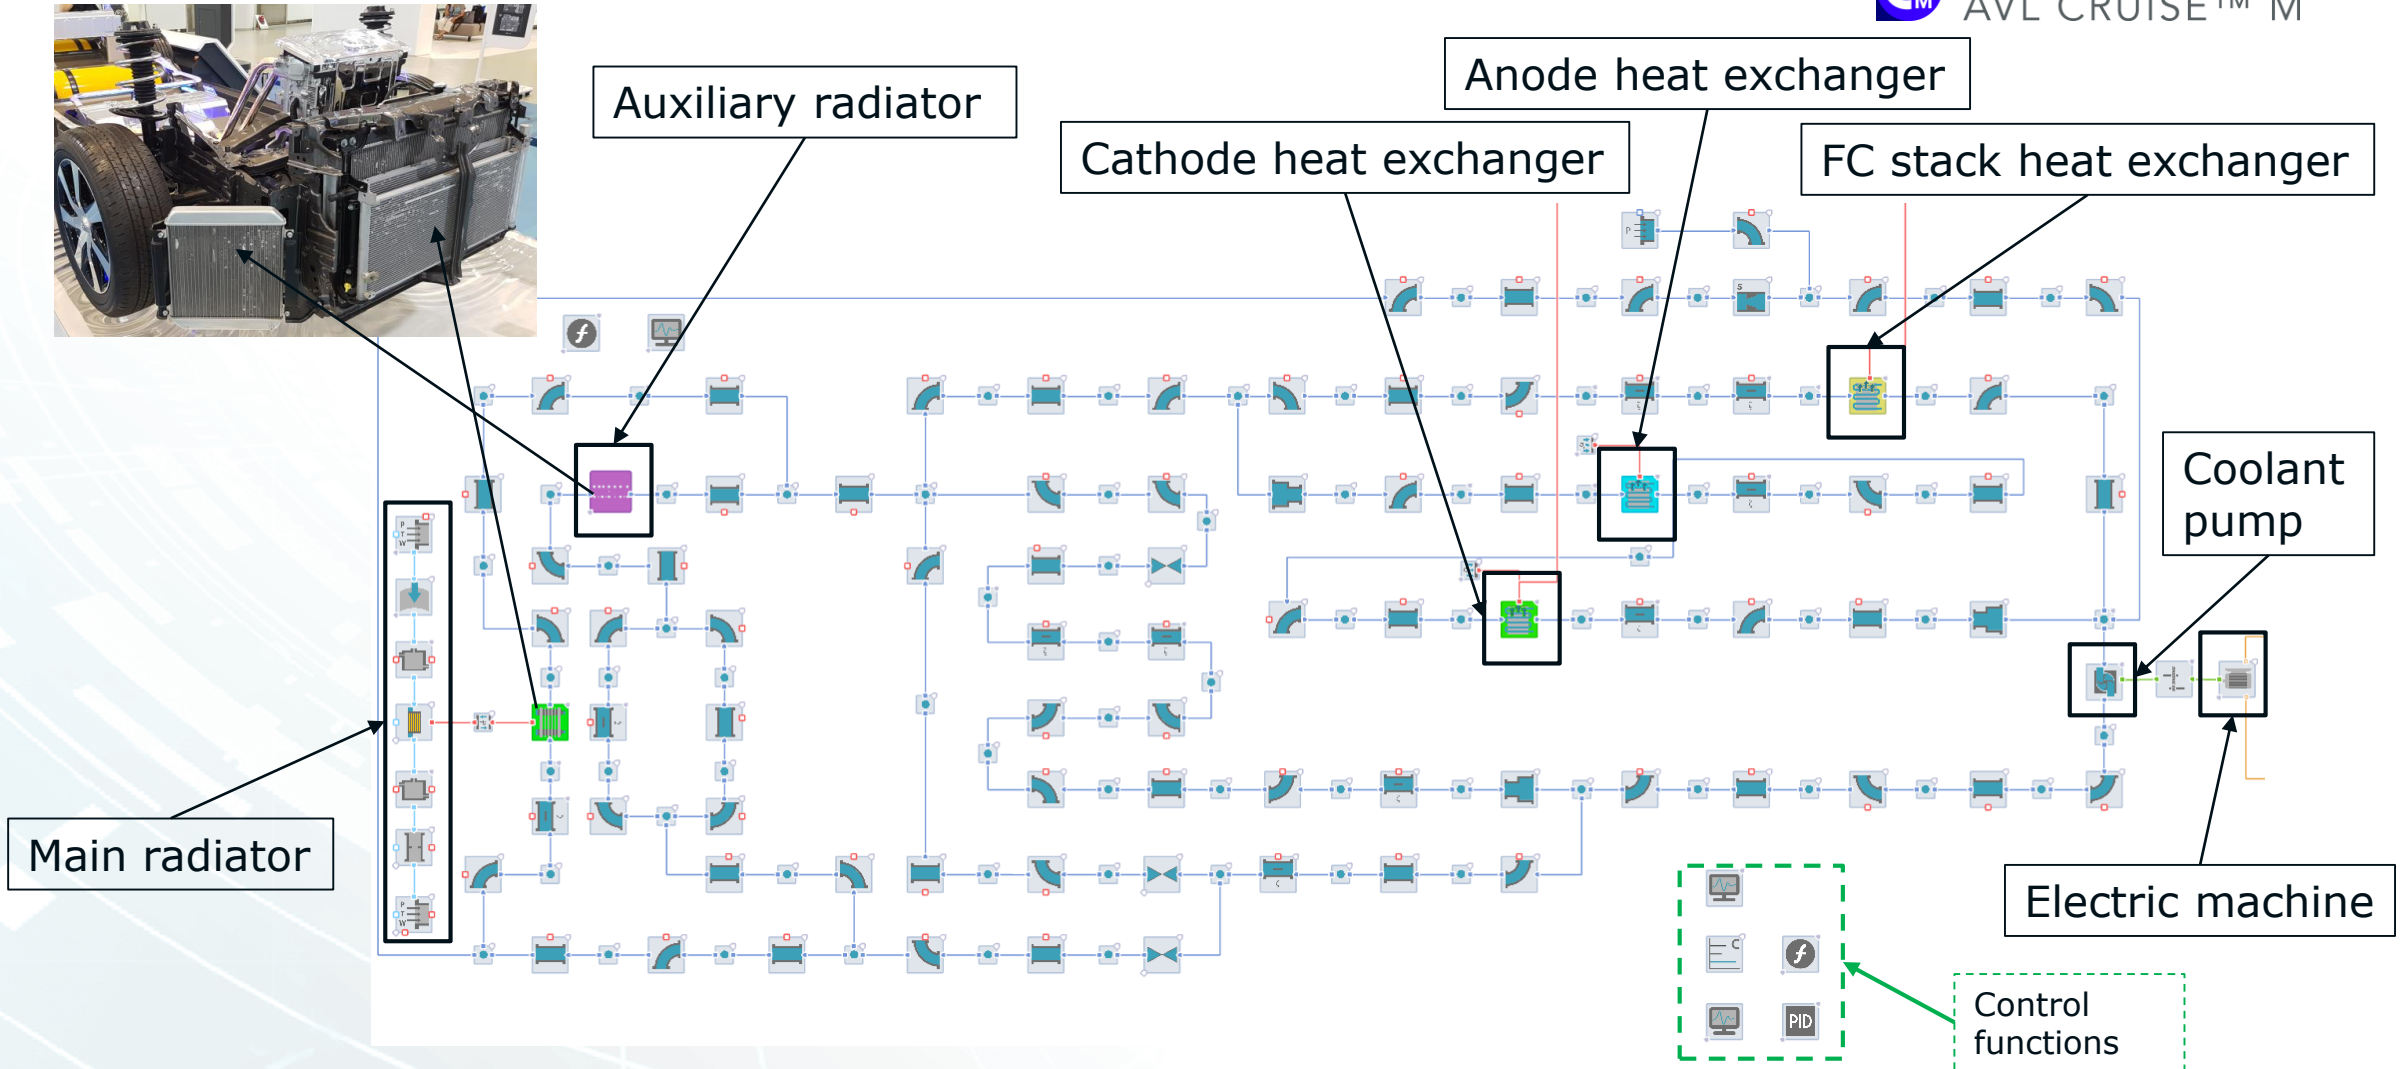 AVL CRUISE™ M
Auxiliary radiator
Anode heat exchanger
Cathode heat exchanger
FC stack heat exchanger
Coolant
pump
Main radiator
Electric machine
Control
functions
PID